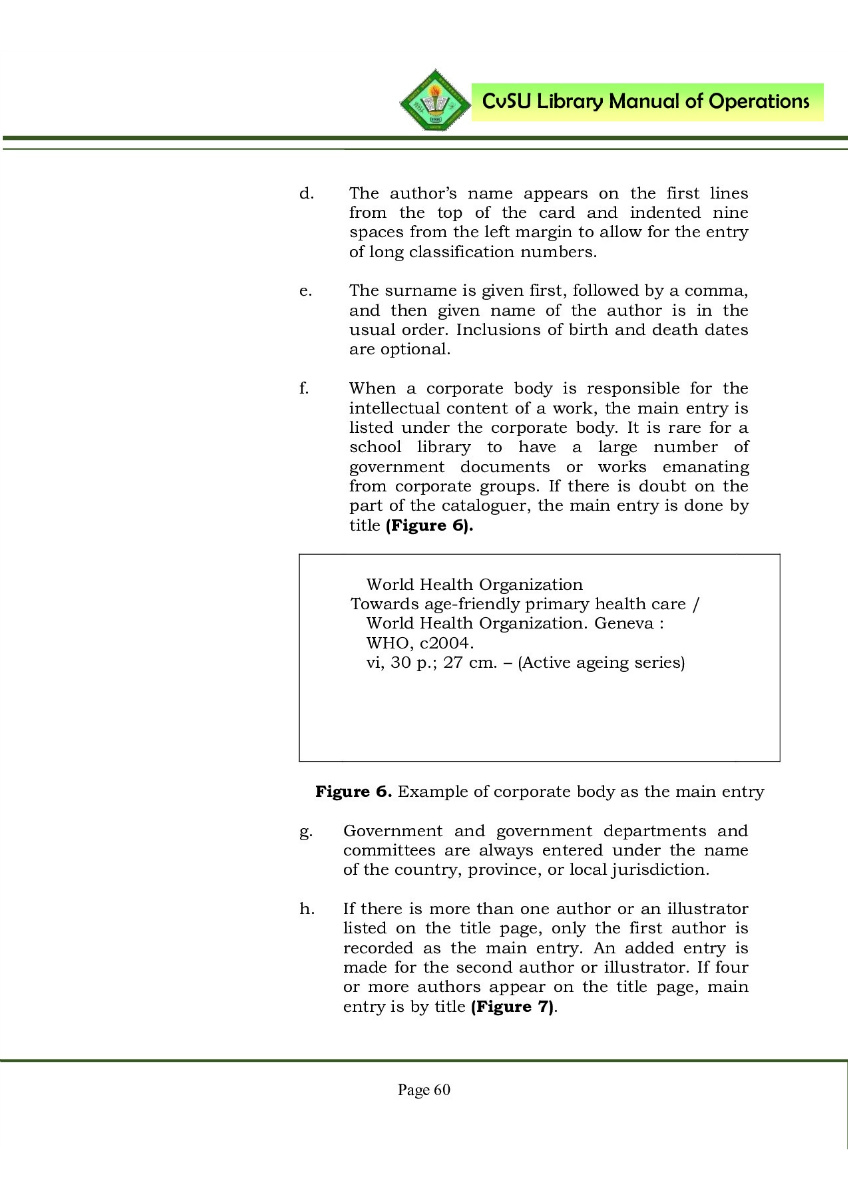 CvSU Library Manual of Operations
d. The author’s name appears on the first lines
from the top of the card and indented nine
spaces from the left margin to allow for the entry
of long classification numbers.
e. The surname is given first, followed by a comma,
and then given name of the author is in the
usual order. Inclusions of birth and death dates
are optional.
f. When a corporate body is responsible for the
intellectual content of a work, the main entry is
listed under the corporate body. It is rare for a
school library to have a large number of
government documents or works emanating
from corporate groups. If there is doubt on the
part of the cataloguer, the main entry is done by
title (Figure 6).
World Health Organization
Towards age-friendly primary health care /
World Health Organization. Geneva :
WHO, c2004.
vi, 30 p.; 27 cm. – (Active ageing series)
Figure 6. Example of corporate body as the main entry
g. Government and government departments and
committees are always entered under the name
of the country, province, or local jurisdiction.
h. If there is more than one author or an illustrator
listed on the title page, only the first author is
recorded as the main entry. An added entry is
made for the second author or illustrator. If four
or more authors appear on the title page, main
entry is by title (Figure 7).
Page 60